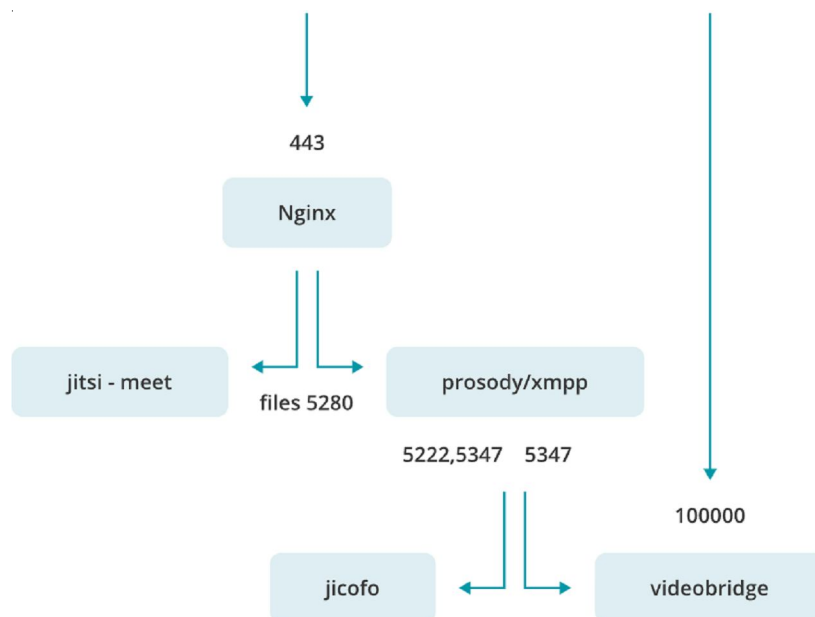 443
Nginx
jitsi - meet
prosody/xmpp
files 5280
5222,5347 5347
100000
jicofo
videobridge